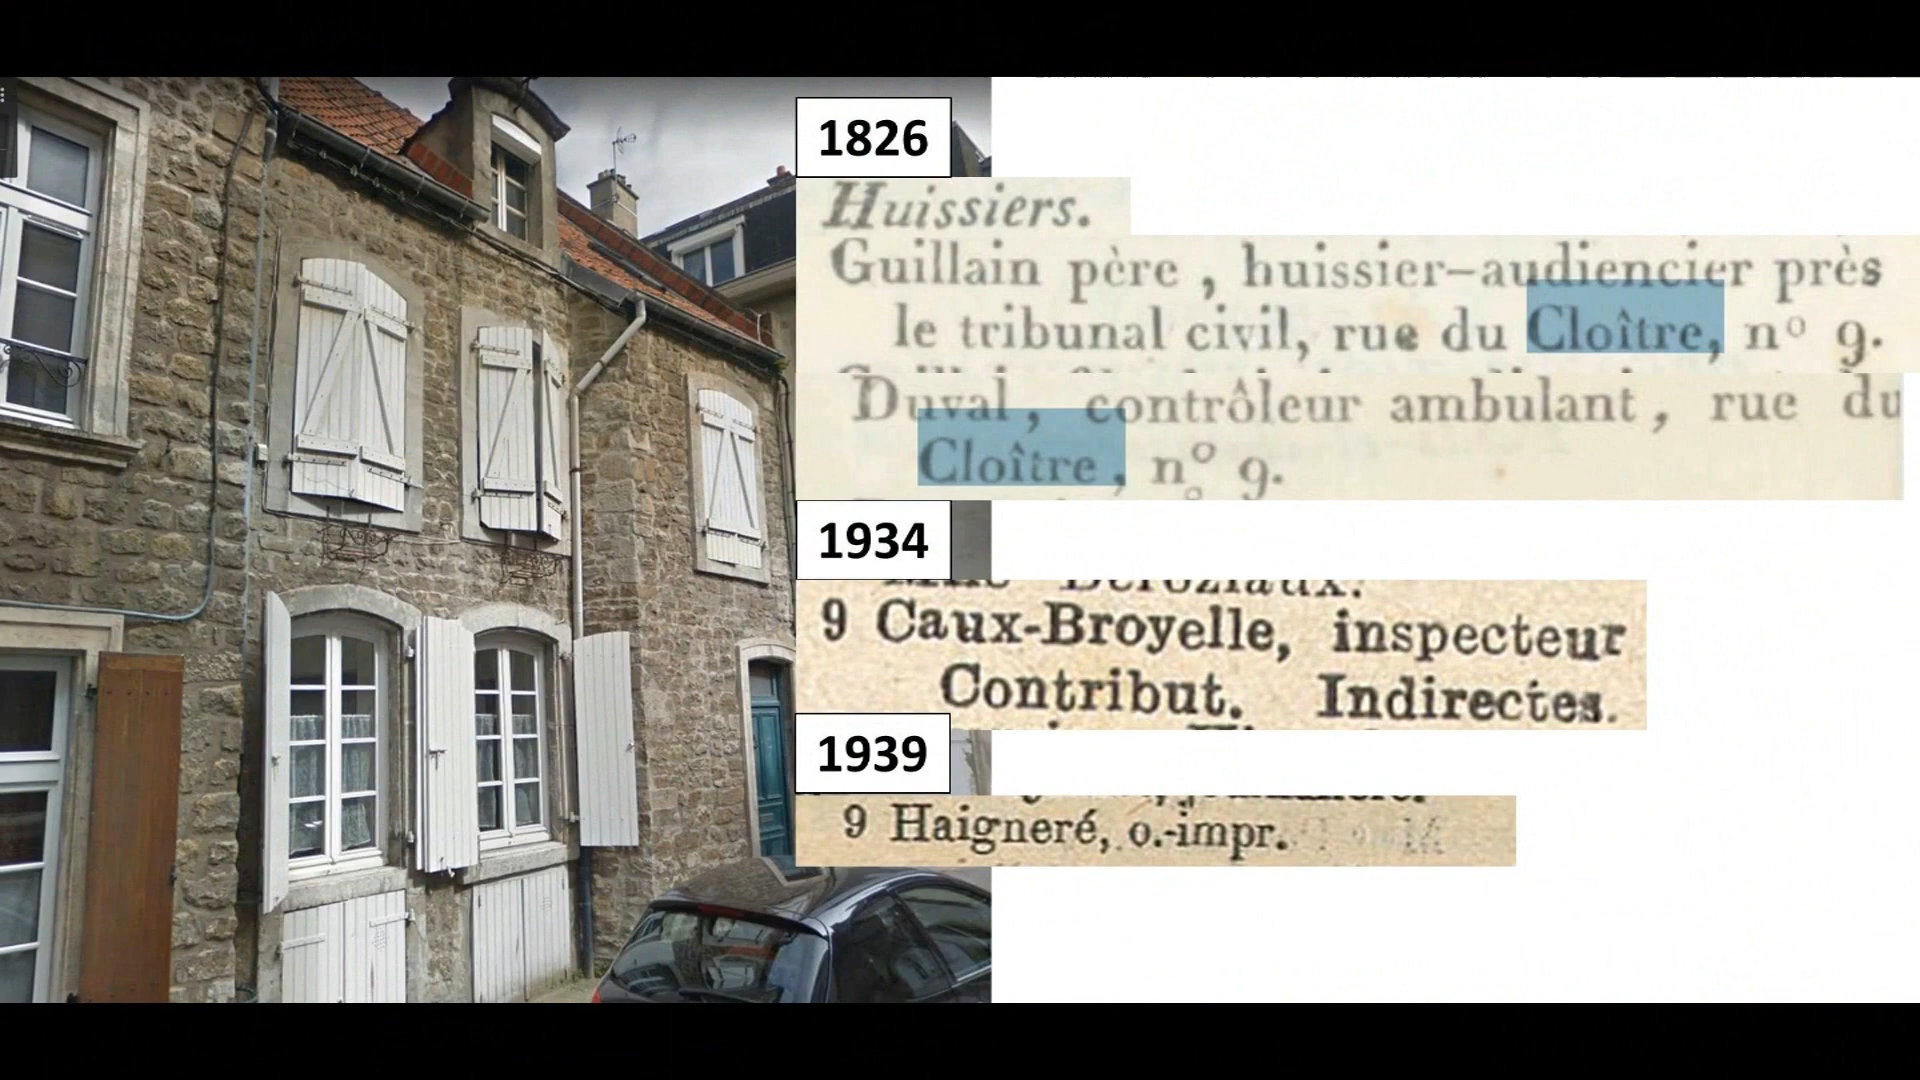 1826
Huissiers.
Guillain père, huissier-audiencier près
le tribunal civil, rue du Cloître, nº 9.
Duval, contrôleur ambulant, rue du
Cloître, nº 9.
1934
9 Caux-Broyelle, inspecteur
Contribut. Indirectes.
1939
9 Haigneré, o.-impr.